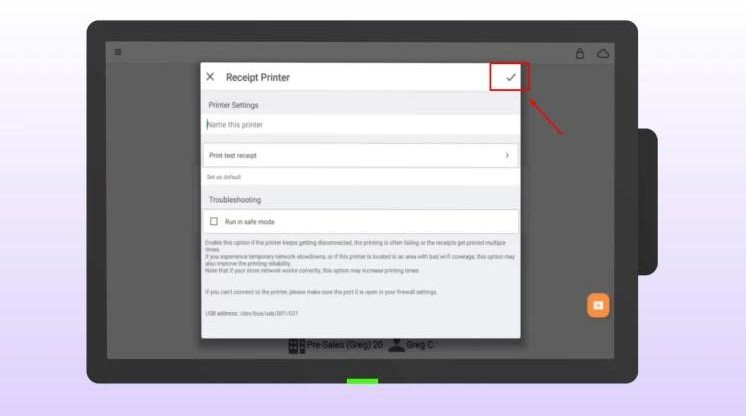 Receipt Printer
Printer Settings
Name this printer
Print test receipt
Set as default
Troubleshooting
Run in safe mode
Enable this option if the printer keeps getting disconnected, the printing is often failing or the receipts get printed multiple
times.
If you experience temporary network slowdowns, or if this printer is located in an area with bad wi-fi coverage, this option may
also improve the printing reliability.
Note that if your store network works correctly, this option may increase printing times.
If you can't connect to the printer, please make sure the port 0 is open in your firewall settings.
USB address: /dev/bus/usb/001/021
Pre-Sales (Greg) 20 Greg C.